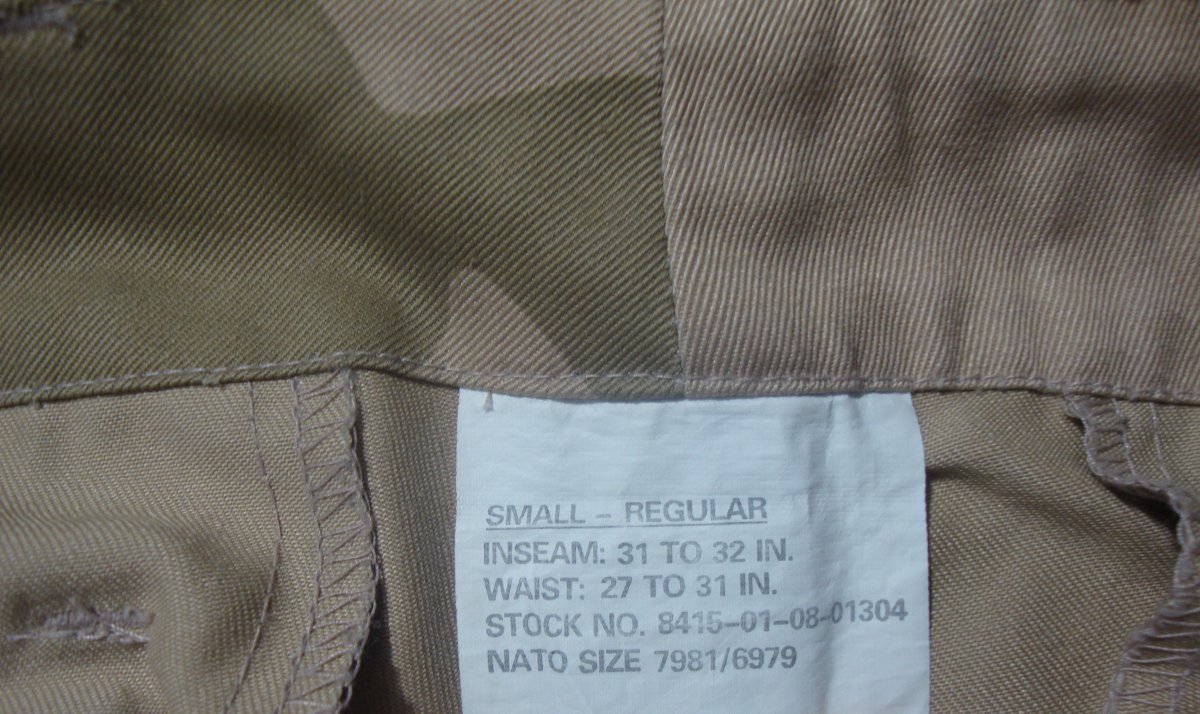 SMALL – REGULAR
INSEAM: 31 TO 32 IN.
WAIST: 27 TO 31 IN.
STOCK NO. 8415–01–08–01304
NATO SIZE 7981/6979